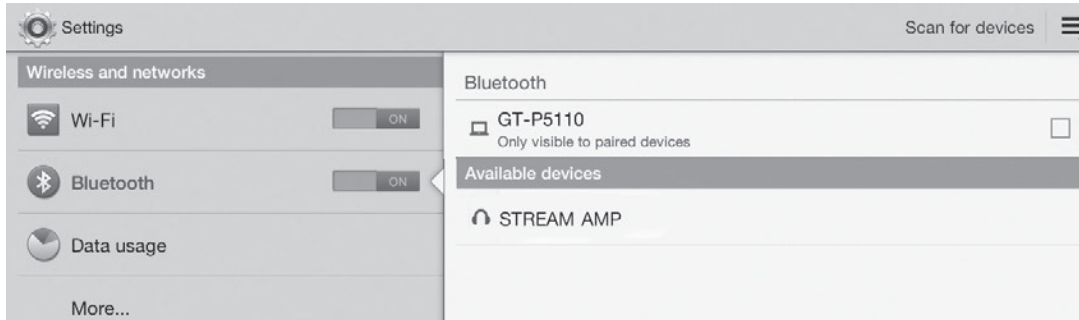 Settings
Scan for devices
Wireless and networks
Wi-Fi
ON
Bluetooth
ON
Data usage
More...
Bluetooth
GT-P5110
Only visible to paired devices
Available devices
STREAM AMP